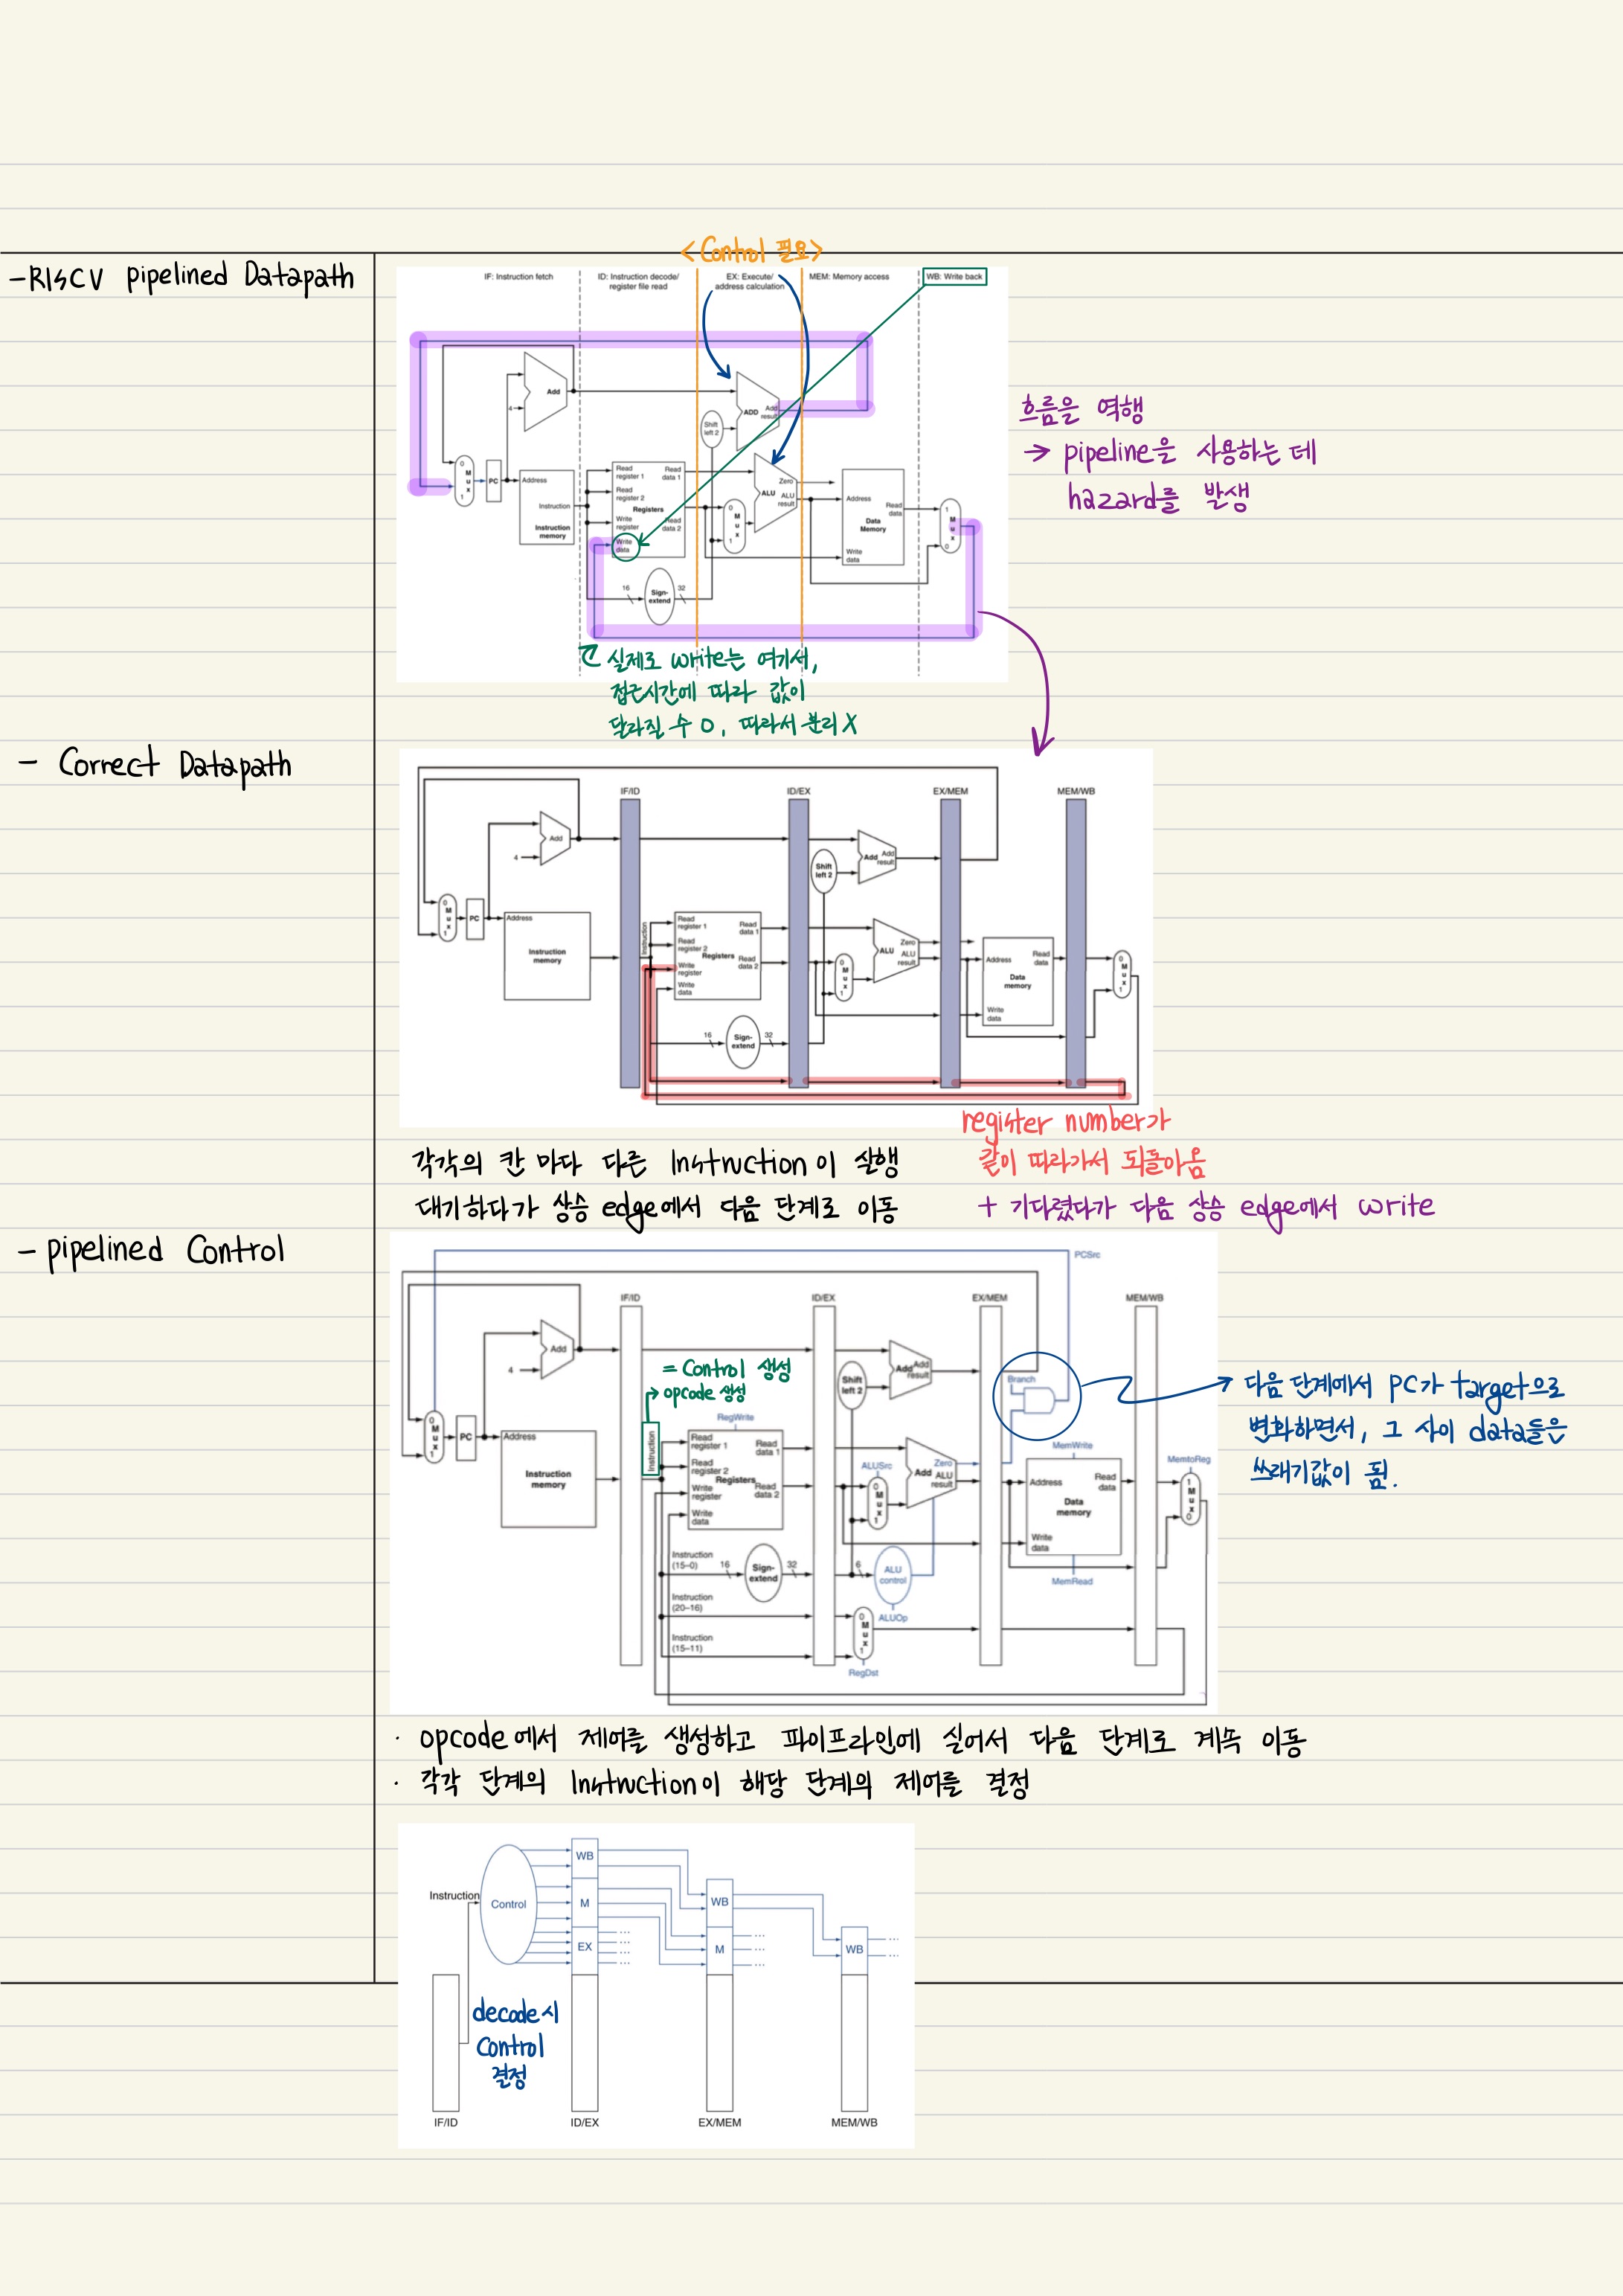 <Control 필요>
-RISCV pipelined Datapath
IF: Instruction fetch
ID: Instruction decode/
register file read
EX: Execute/
address calculation
MEM: Memory access
WB: Write back
Add
4
ADD
Add
result
Shift
left 2
0
M
u
x
1
PC
Address
Instruction
Instruction
memory
Read
register 1
Read
data 1
Read
register 2
Registers
Write
register
Read
data 2
Write
data
0
M
u
x
1
Zero
ALU
ALU
result
Address
Read
data
Data
Memory
Write
data
1
M
u
x
0
16
Sign-
extend
32
흐름을 역행
→ pipeline을 사용하는 데
hazard를 발생
실제로 write는 여기서,
접근시간에 따라 값이
달라질 수 O, 따라서 분리 X
- Correct Datapath
IF/ID
ID/EX
EX/MEM
MEM/WB
Add
4
Shift
left 2
Add
Add
result
0
M
u
x
1
PC
Address
Instruction
memory
Instruction
Read
register 1
Read
data 1
Read
register 2
Registers
Read
data 2
Write
register
Write
data
0
M
u
x
1
Zero
ALU
ALU
result
Address
Read
data
Data
memory
Write
data
0
M
u
x
1
16
Sign-
extend
32
register number가
같이 따라가서 되돌아옴
+ 기다렸다가 다음 상승 edge에서 write
각각의 칸 마다 다른 Instruction이 실행
대기하다가 상승 edge에서 다음 단계로 이동
- pipelined Control
PCSrc
IF/ID
ID/EX
EX/MEM
MEM/WB
Add
4
= Control 생성
→ opcode 생성
Shift
left 2
Add
Add
result
Branch
다음 단계에서 PC가 target으로
변화하면서, 그 사이 data들은
쓰래기값이 됨.
0
M
u
x
1
PC
Address
Instruction
memory
Instruction
RegWrite
Read
register 1
Read
data 1
Read
register 2
Registers
Read
data 2
Write
register
Write
data
ALUSrc
0
M
u
x
1
Zero
Add
ALU
result
MemWrite
Address
Read
data
Data
memory
Write
data
MemRead
MemtoReg
1
M
u
x
0
Instruction
(15–0)
16
Sign-
extend
32
6
ALU
control
ALUOp
Instruction
(20–16)
Instruction
(15–11)
0
M
u
x
1
RegDst
· opcode에서 제어를 생성하고 파이프라인에 실어서 다음 단계로 계속 이동
· 각각 단계의 Instruction이 해당 단계의 제어를 결정
Instruction
Control
WB
M
EX
WB
M
WB
decode시
Control
결정
IF/ID
ID/EX
EX/MEM
MEM/WB